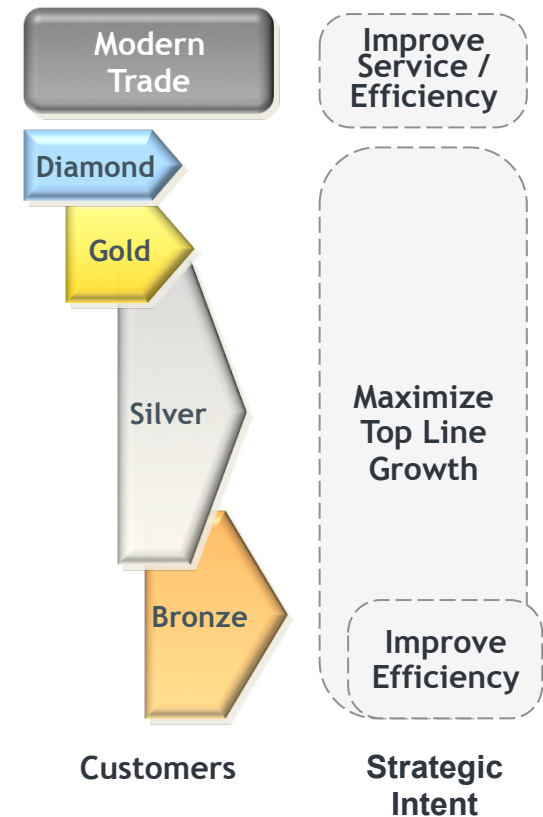 Modern
Trade
Improve
Service /
Efficiency
Diamond
Gold
Silver
Maximize
Top Line
Growth
Bronze
Improve
Efficiency
Customers
Strategic
Intent